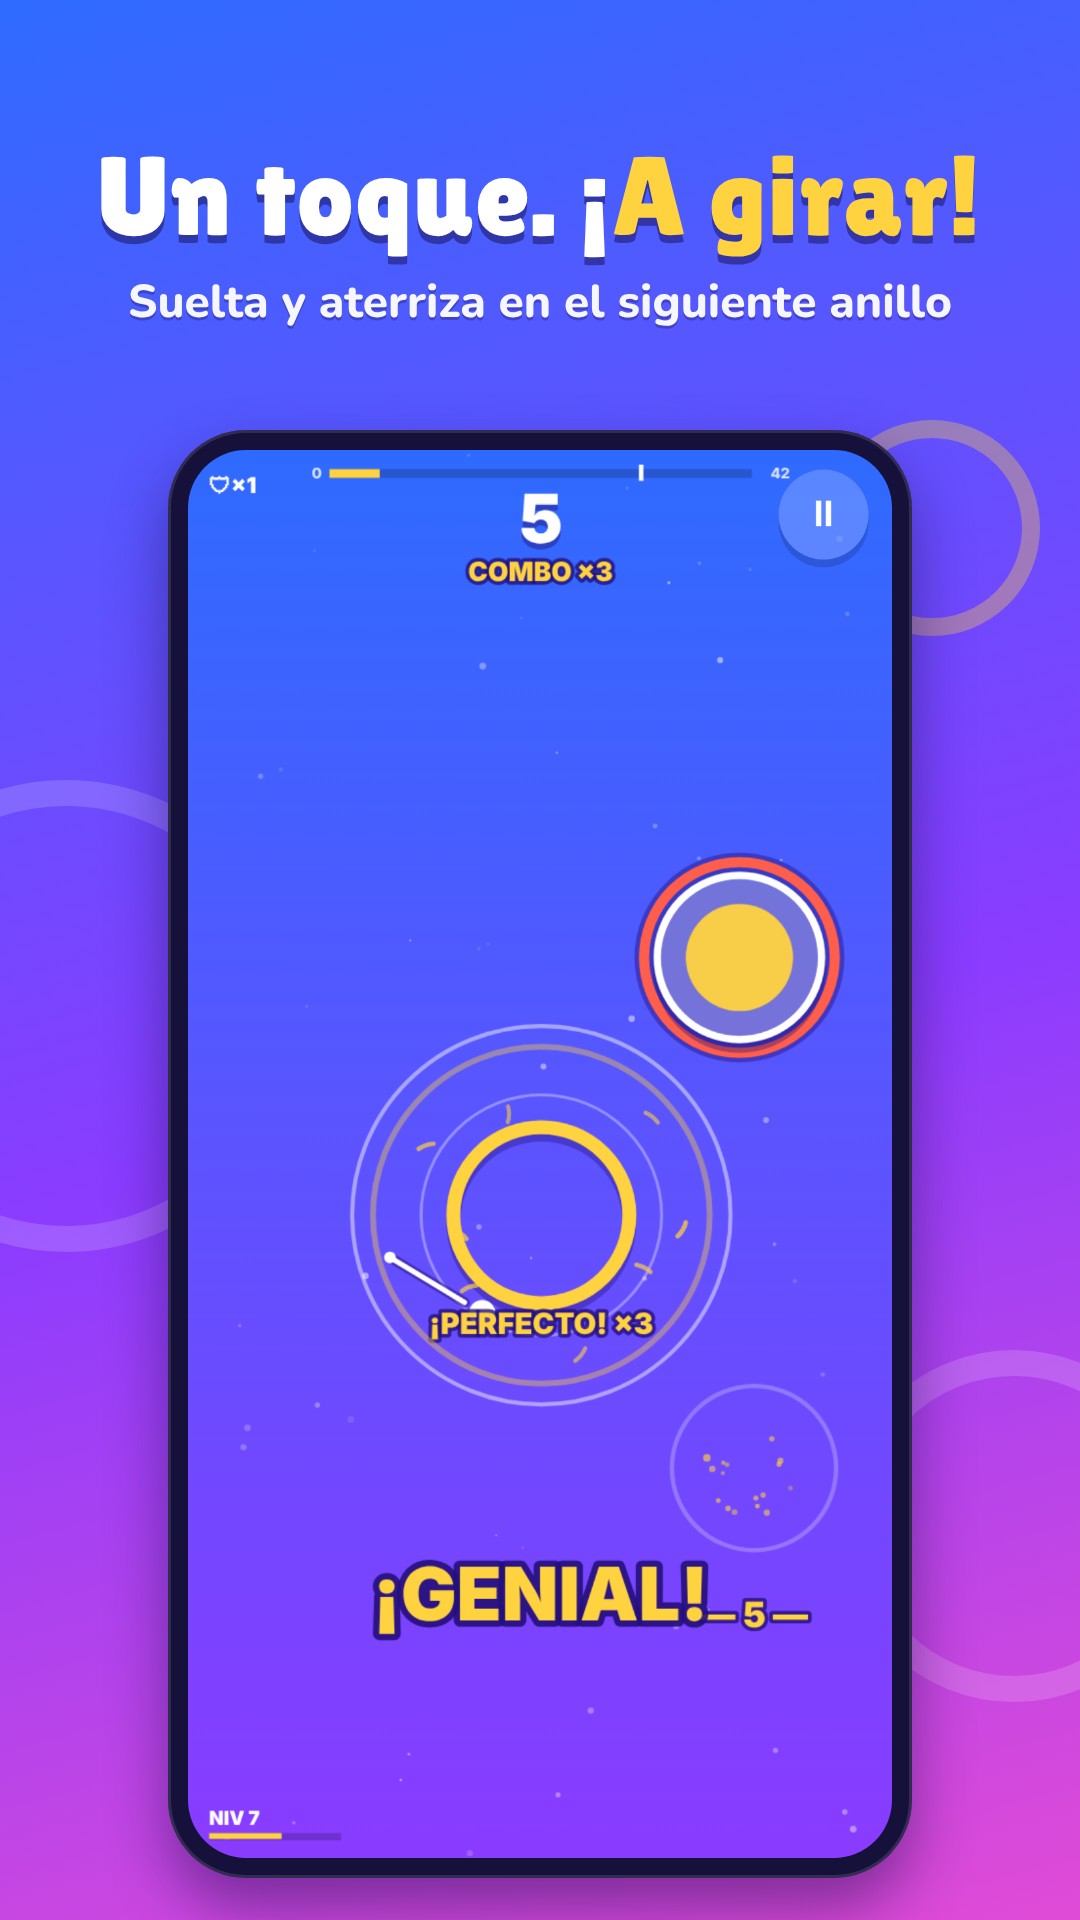 Un toque. ¡A girar!
Suelta y aterriza en el siguiente anillo
×1
0
42
5
COMBO ×3
¡PERFECTO! ×3
¡GENIAL!
— 5 —
NIV 7